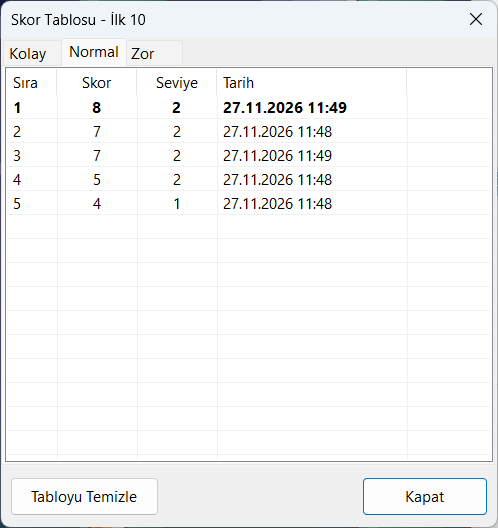 Skor Tablosu - İlk 10
Kolay Normal Zor
Sıra Skor Seviye Tarih
1 8 2 27.11.2026 11:49
2 7 2 27.11.2026 11:48
3 7 2 27.11.2026 11:49
4 5 2 27.11.2026 11:48
5 4 1 27.11.2026 11:48
Tabloyu Temizle Kapat